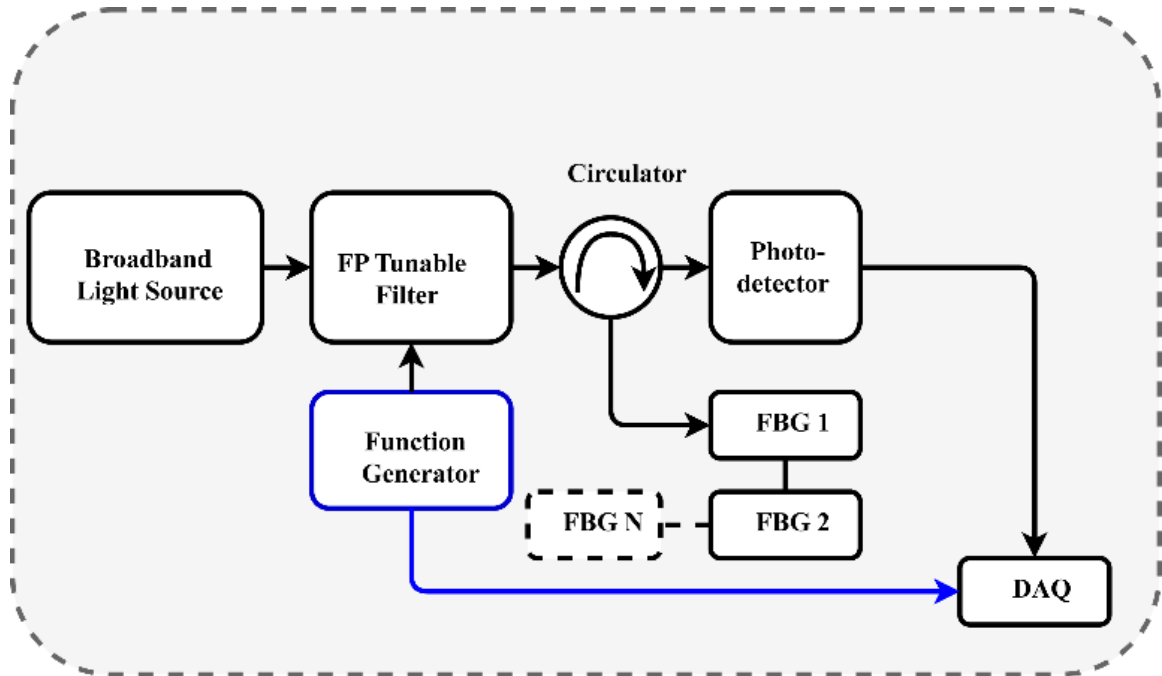 Circulator
Broadband
Light Source
FP Tunable
Filter
Photo-
detector
Function
Generator
FBG 1
FBG N
FBG 2
DAQ